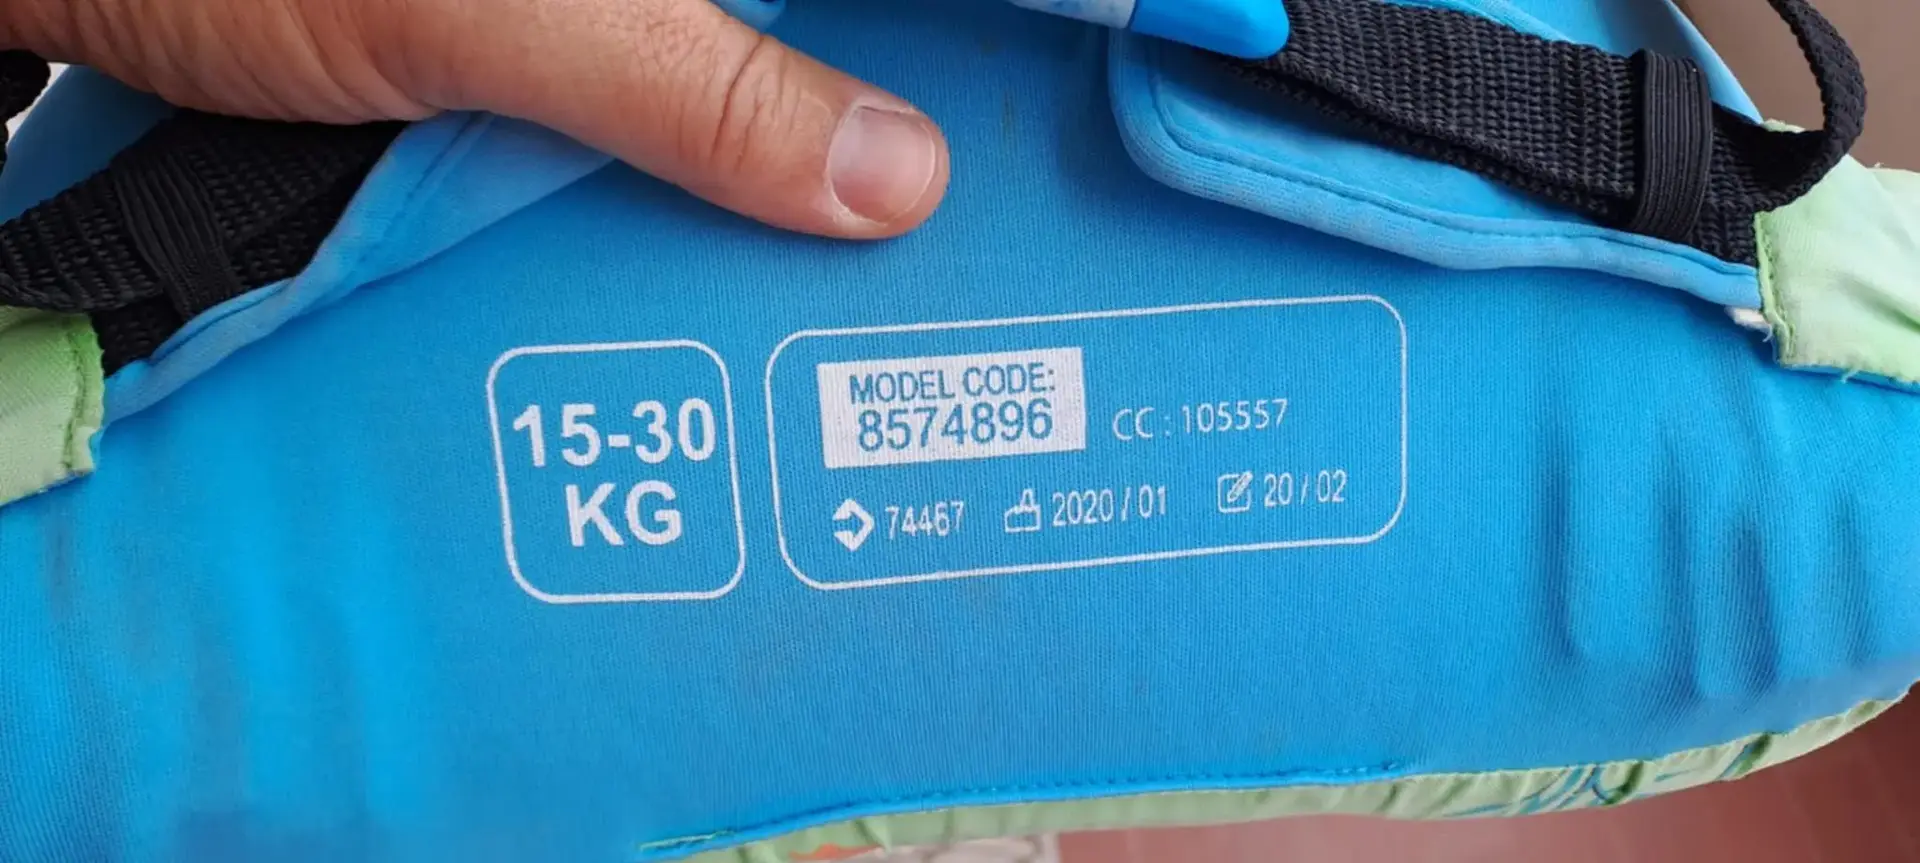 15-30
KG
MODEL CODE:
8574896
CC : 105557
74467 2020 / 01 20 / 02